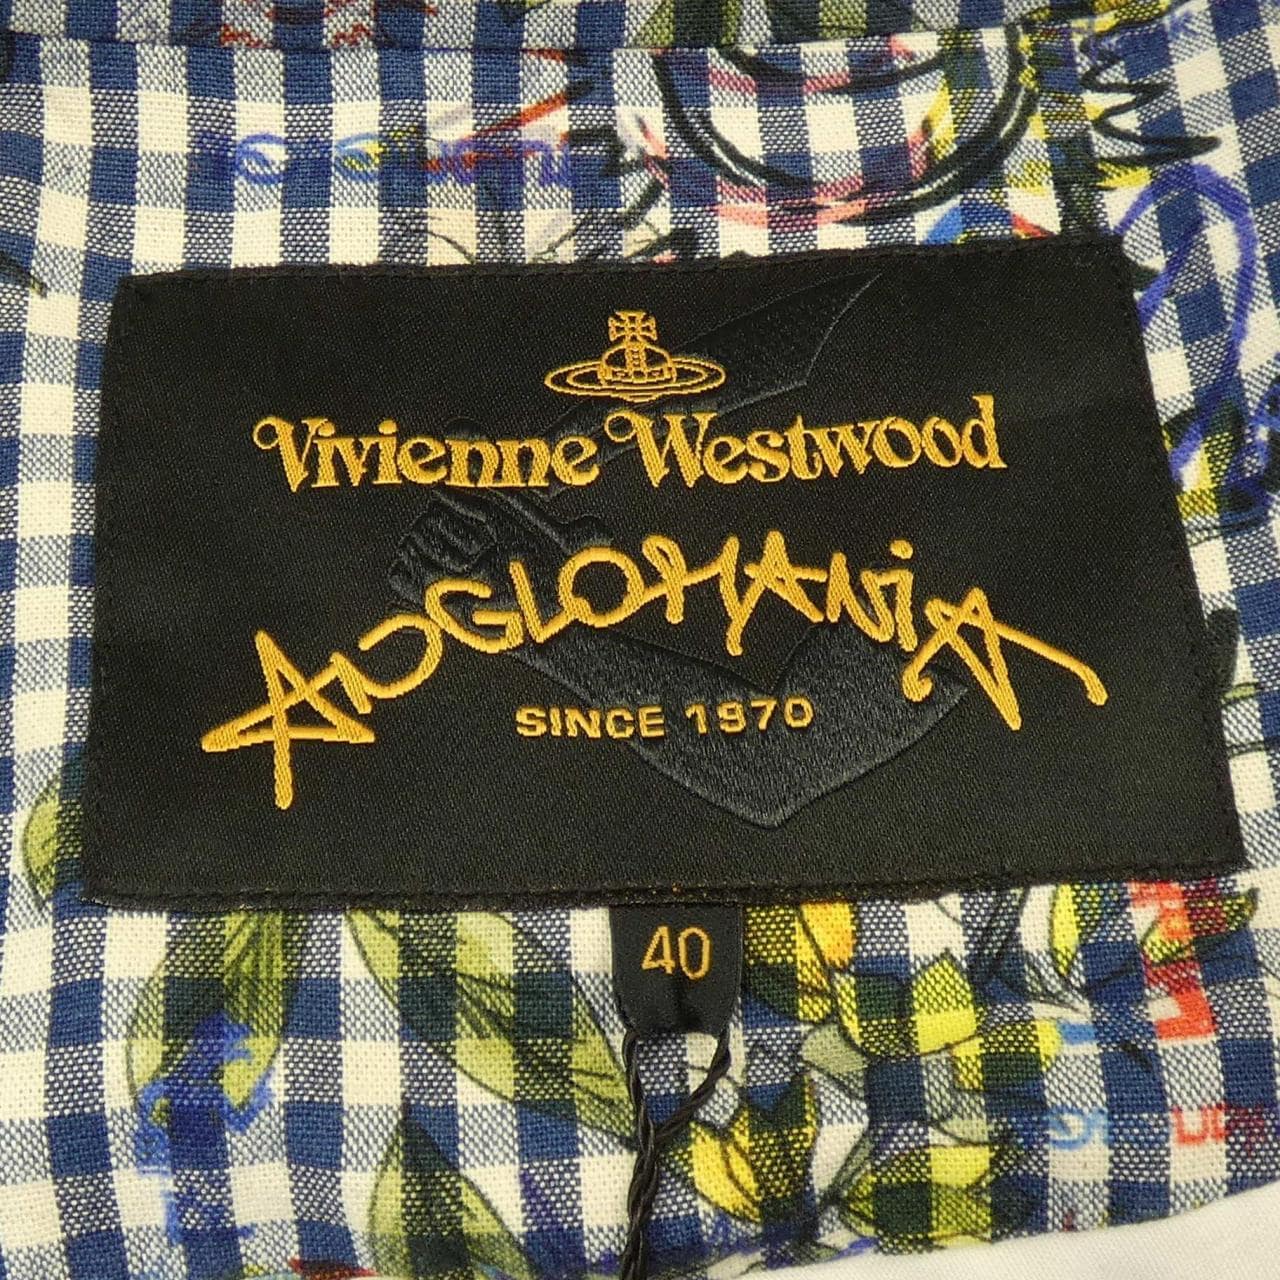 Vivienne Westwood
ANGLOMANiA
SINCE 1970
40